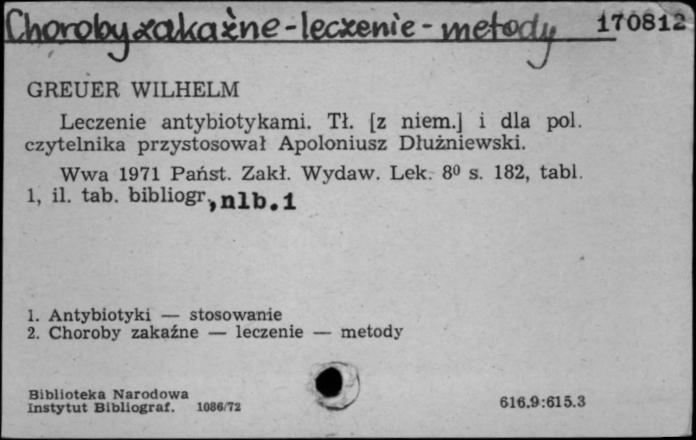 Choroby zakaźne - leczenie - metody 170812
GREUER WILHELM
Leczenie antybiotykami. Tł. [z niem.] i dla pol.
czytelnika przystosował Apoloniusz Dłużniewski.
Wwa 1971 Państ. Zakł. Wydaw. Lek. 8⁰ s. 182, tabl.
1, il. tab. bibliogr., nlb. 1
1. Antybiotyki — stosowanie
2. Choroby zakaźne — leczenie — metody
Biblioteka Narodowa
Instytut Bibliograf. 1086/72
616.9:615.3